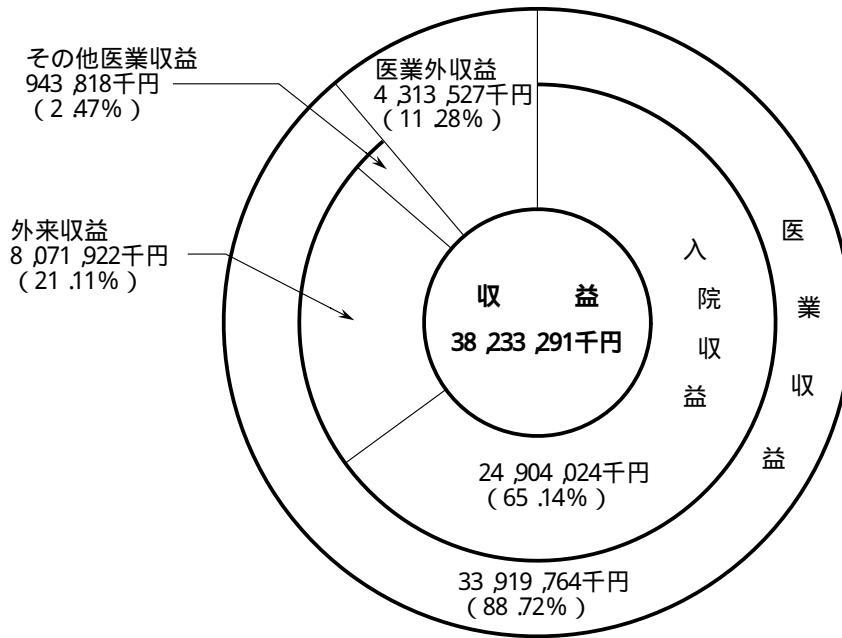 その他医業収益
943,818千円
(2.47%)
医業外収益
4,313,527千円
(11.28%)
外来収益
8,071,922千円
(21.11%)
収益
38,233,291千円
入院収益
24,904,024千円
(65.14%)
医業収益
33,919,764千円
(88.72%)